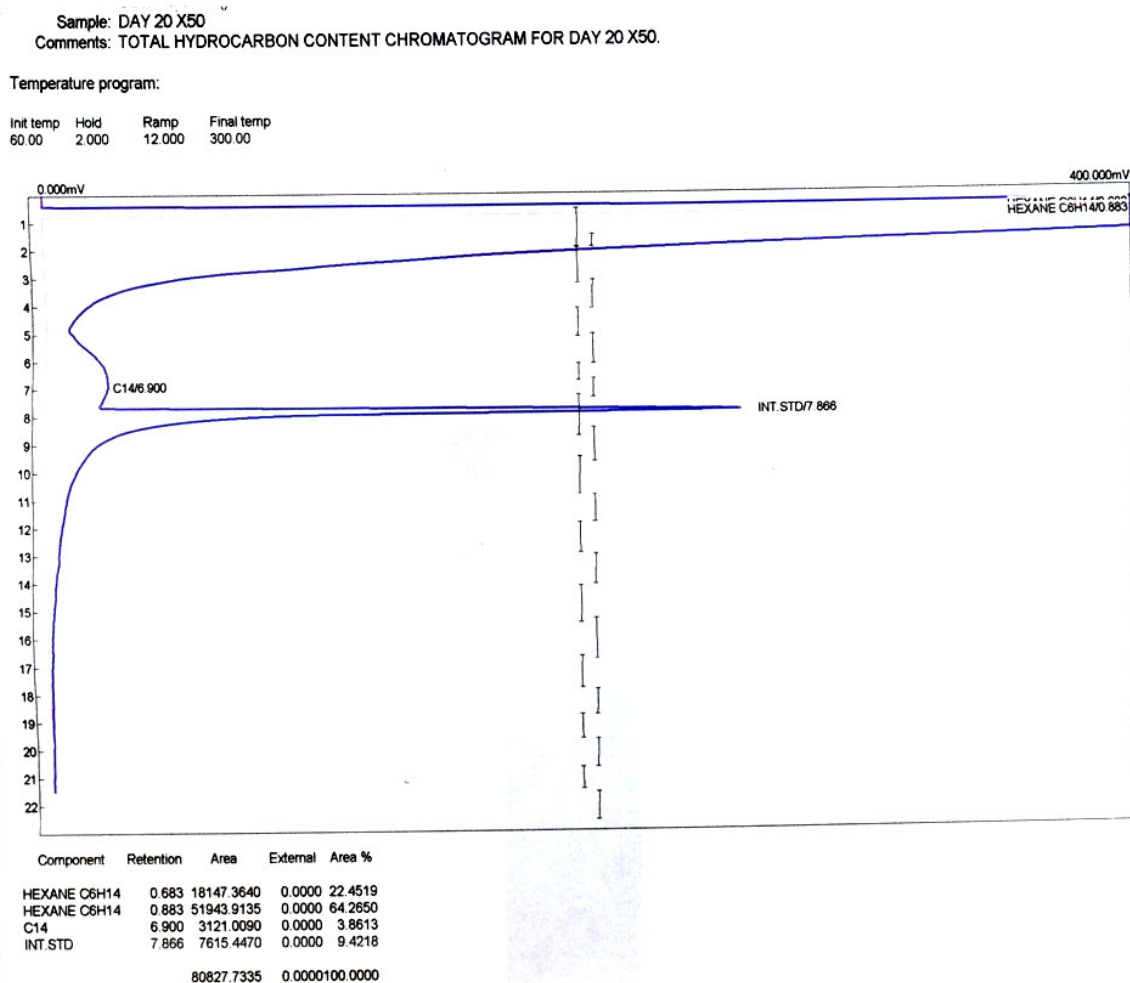 Sample: DAY 20 X50
Comments: TOTAL HYDROCARBON CONTENT CHROMATOGRAM FOR DAY 20 X50.
Temperature program:
Init temp Hold Ramp Final temp
60.00 2.000 12.000 300.00
0.000mV 400.000mV
HEXANE C6H14/0.883
1
2
3
4
5
6
C14/6.900
7
INT.STD/7.866
8
9
10
11
12
13
14
15
16
17
18
19
20
21
22
Component Retention Area External Area %
HEXANE C6H14 0.683 18147.3640 0.0000 22.4519
HEXANE C6H14 0.883 51943.9135 0.0000 64.2650
C14 6.900 3121.0090 0.0000 3.8613
INT.STD 7.866 7615.4470 0.0000 9.4218
80827.7335 0.0000100.0000